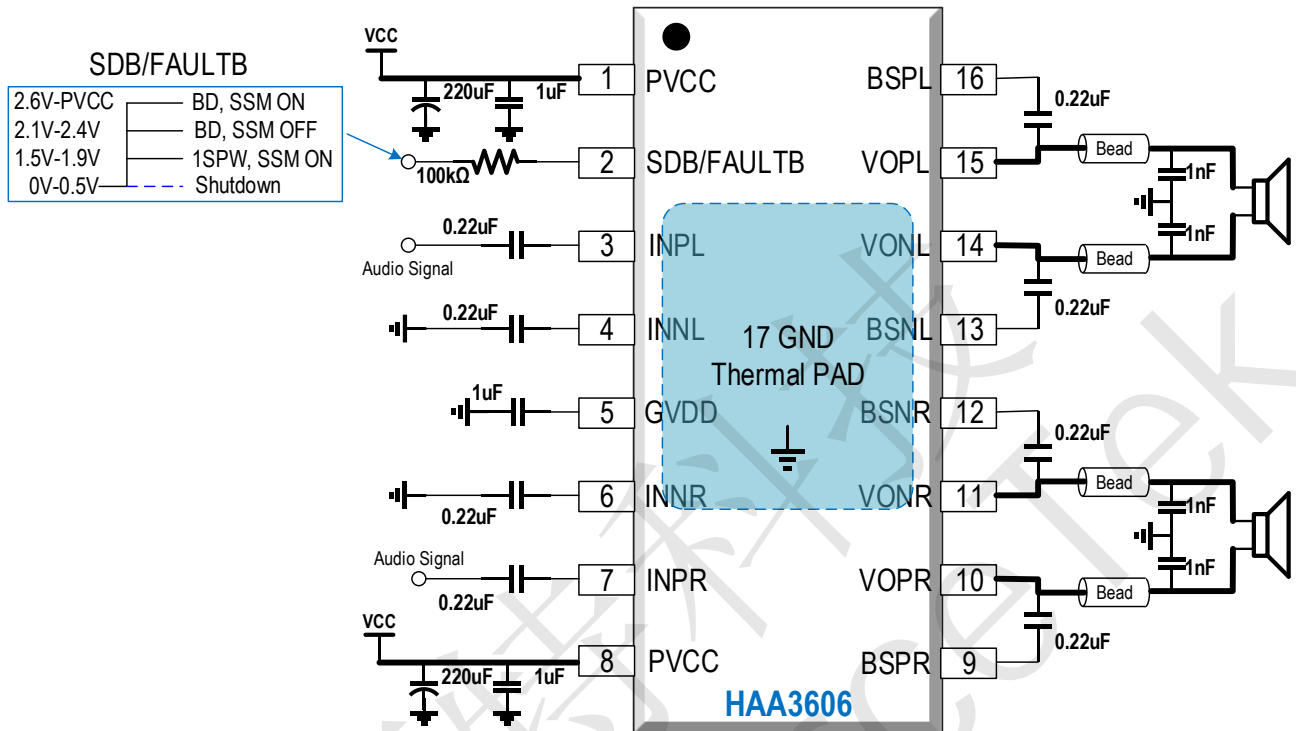 SDB/FAULTB
2.6V-PVCC BD, SSM ON
2.1V-2.4V BD, SSM OFF
1.5V-1.9V 1SPW, SSM ON
0V-0.5V Shutdown
VCC
220uF 1uF
1 PVCC
100kΩ
2 SDB/FAULTB
0.22uF
Audio Signal
3 INPL
0.22uF
4 INNL
1uF
5 GVDD
0.22uF
6 INNR
Audio Signal
0.22uF
7 INPR
VCC
220uF 1uF
8 PVCC
17 GND
Thermal PAD
HAA3606
BSPL 16
0.22uF
VOPL 15
Bead
1nF
1nF
VONL 14
Bead
0.22uF
BSNL 13
BSNR 12
0.22uF
VONR 11
Bead
1nF
1nF
VOPR 10
Bead
0.22uF
BSPR 9
特科技
ceTek